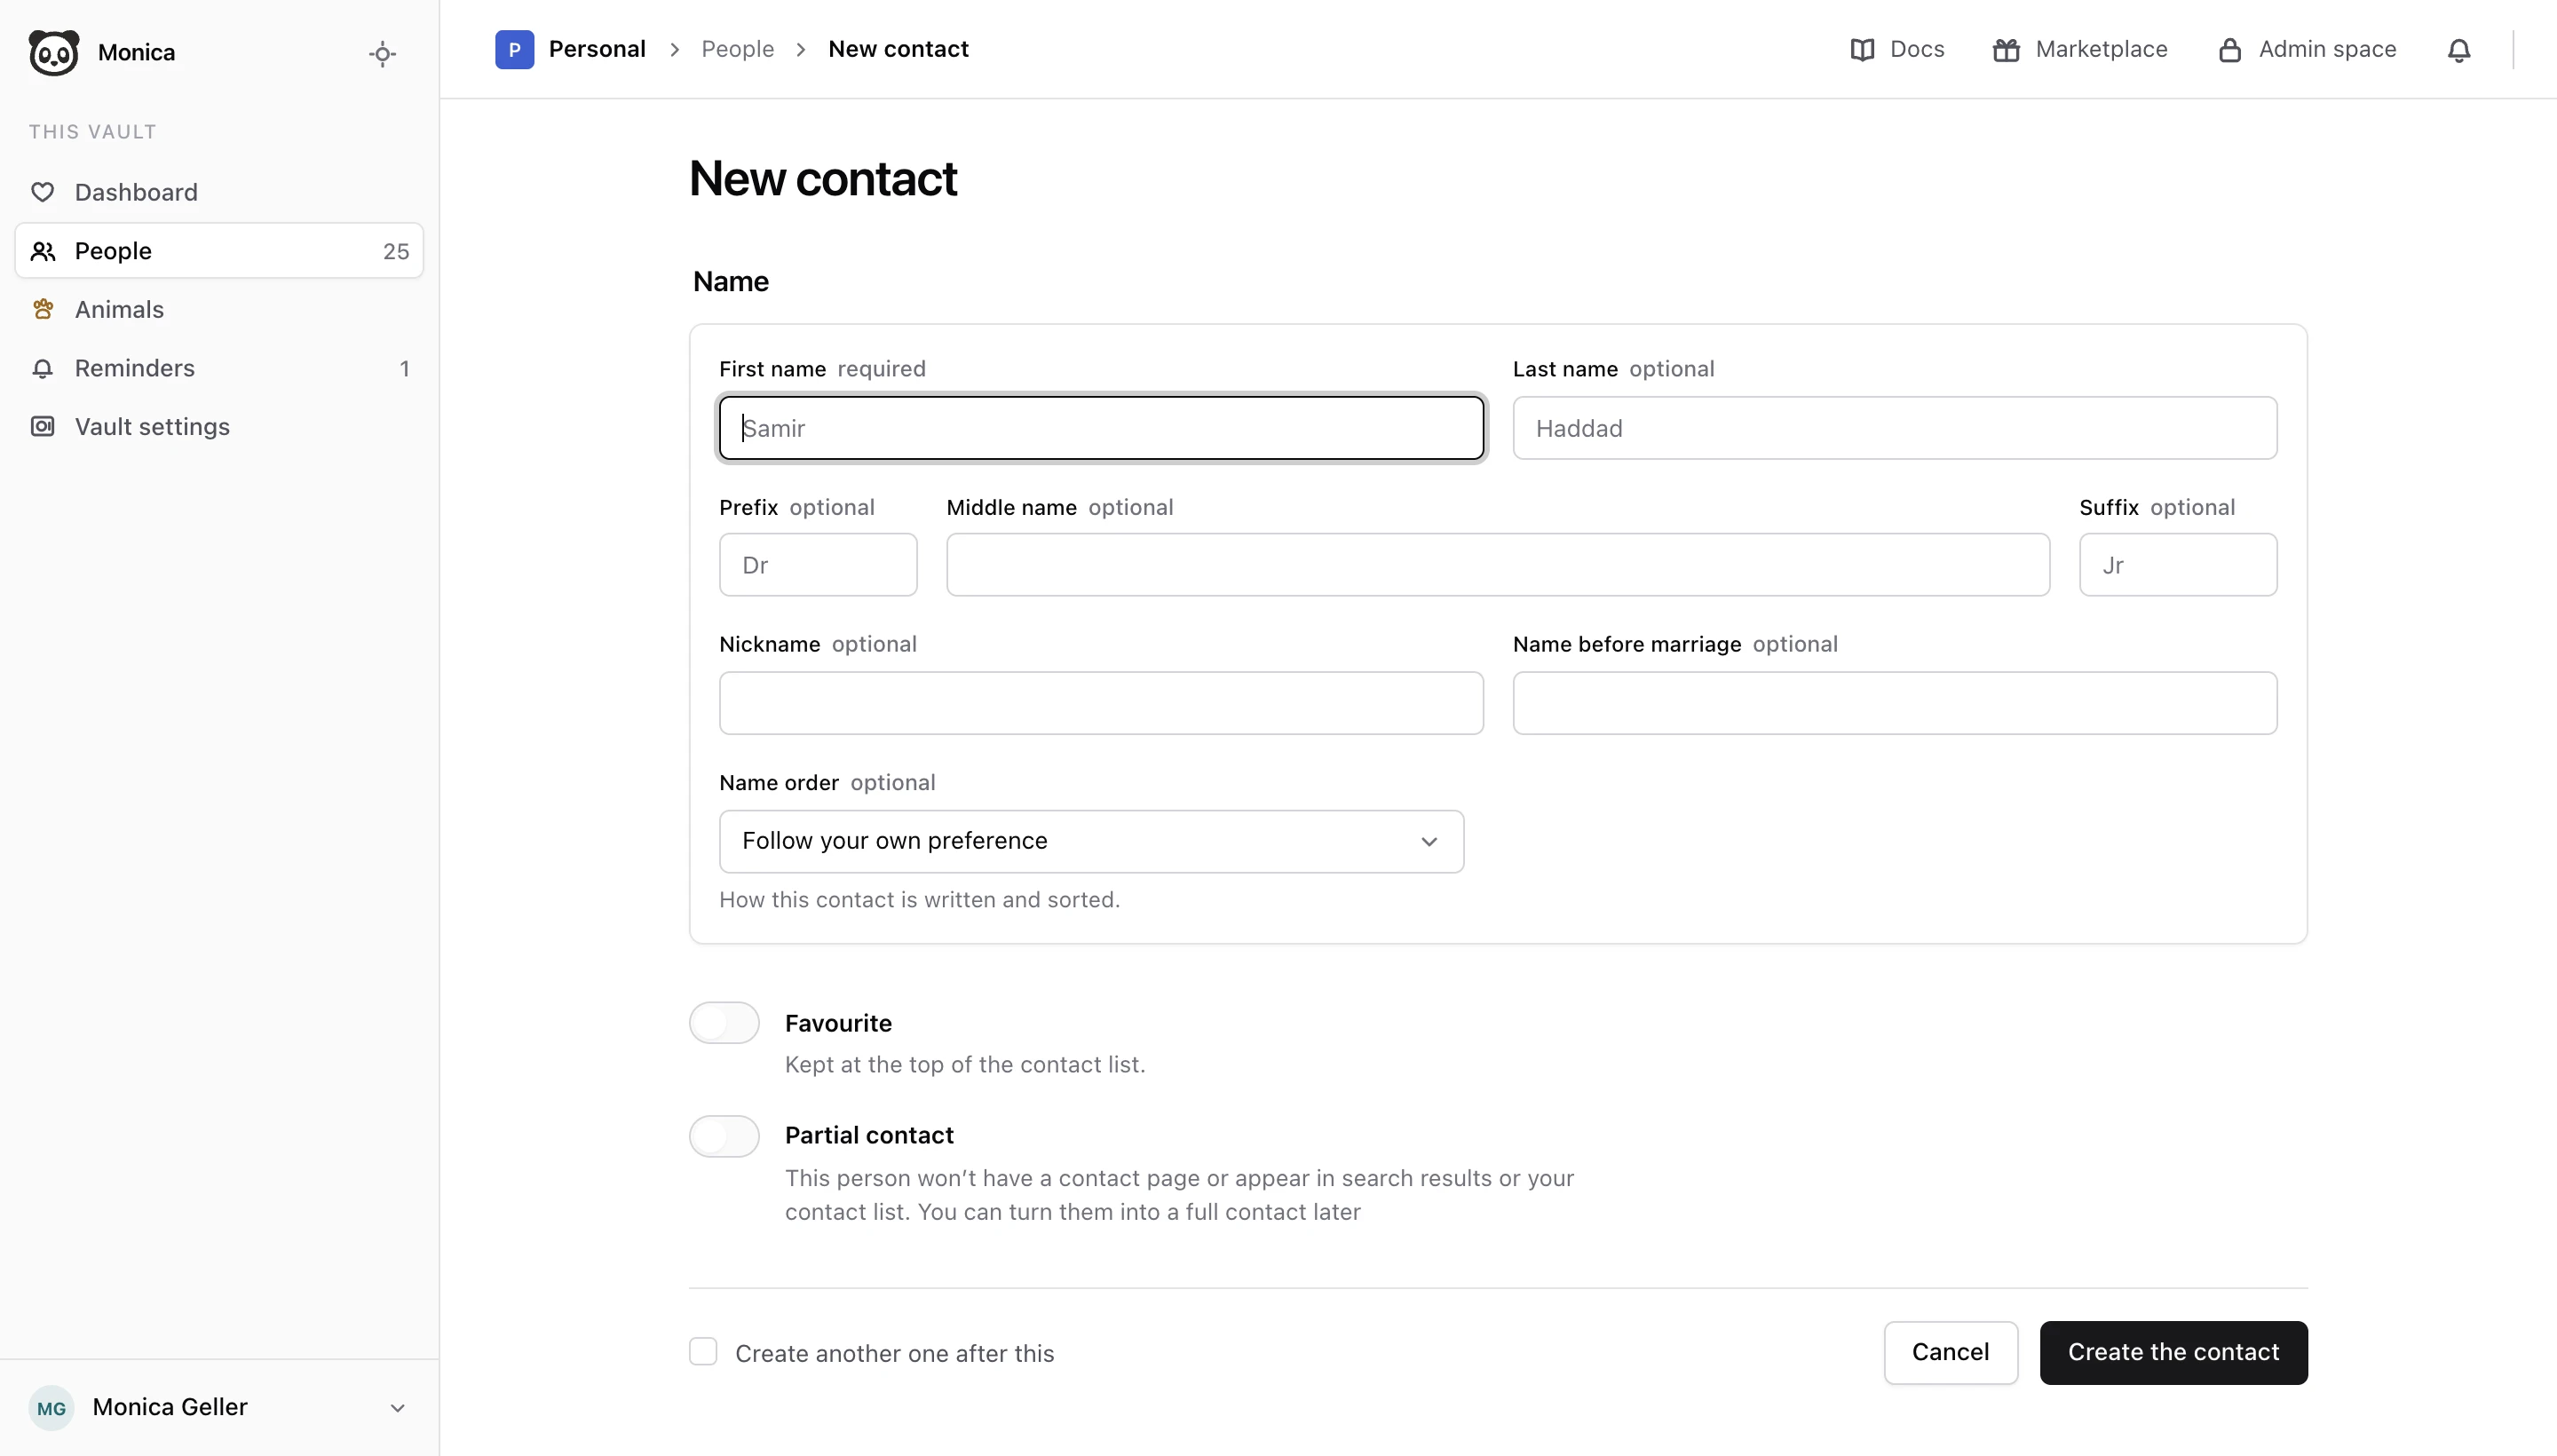 Monica
THIS VAULT
Dashboard
People 25
Animals
Reminders 1
Vault settings
MG Monica Geller
P Personal People New contact
Docs Marketplace Admin space
New contact
Name
First name required Last name optional
Samir Haddad
Prefix optional Middle name optional Suffix optional
Dr Jr
Nickname optional Name before marriage optional
Name order optional
Follow your own preference
How this contact is written and sorted.
Favourite
Kept at the top of the contact list.
Partial contact
This person won’t have a contact page or appear in search results or your
contact list. You can turn them into a full contact later
Create another one after this Cancel Create the contact